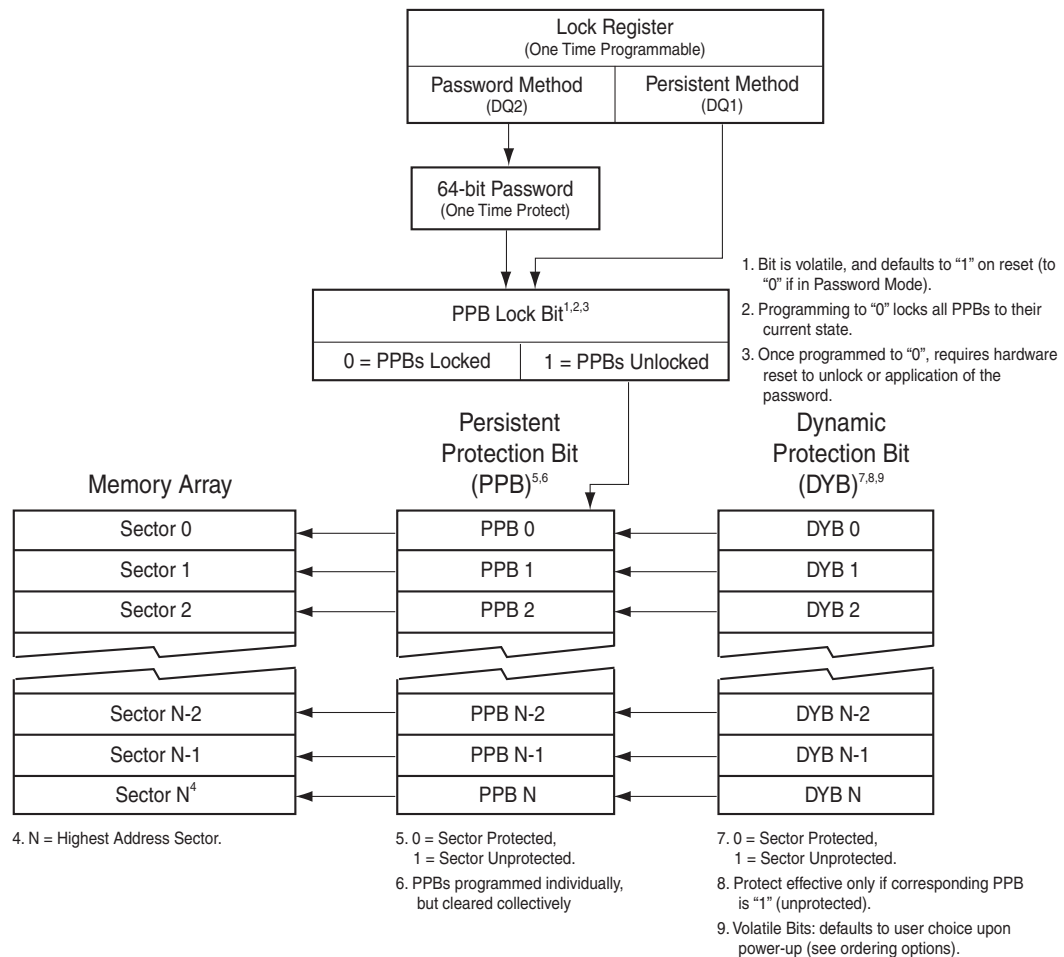 Lock Register
(One Time Programmable)
Password Method
(DQ2)
Persistent Method
(DQ1)
64-bit Password
(One Time Protect)
PPB Lock Bit1,2,3
0 = PPBs Locked
1 = PPBs Unlocked
1. Bit is volatile, and defaults to “1” on reset (to
“0” if in Password Mode).
2. Programming to “0” locks all PPBs to their
current state.
3. Once programmed to “0”, requires hardware
reset to unlock or application of the
password.
Memory Array
Sector 0
Sector 1
Sector 2
Sector N-2
Sector N-1
Sector N4
4. N = Highest Address Sector.
Persistent
Protection Bit
(PPB)5,6
PPB 0
PPB 1
PPB 2
PPB N-2
PPB N-1
PPB N
5. 0 = Sector Protected,
1 = Sector Unprotected.
6. PPBs programmed individually,
but cleared collectively
Dynamic
Protection Bit
(DYB)7,8,9
DYB 0
DYB 1
DYB 2
DYB N-2
DYB N-1
DYB N
7. 0 = Sector Protected,
1 = Sector Unprotected.
8. Protect effective only if corresponding PPB
is “1” (unprotected).
9. Volatile Bits: defaults to user choice upon
power-up (see ordering options).